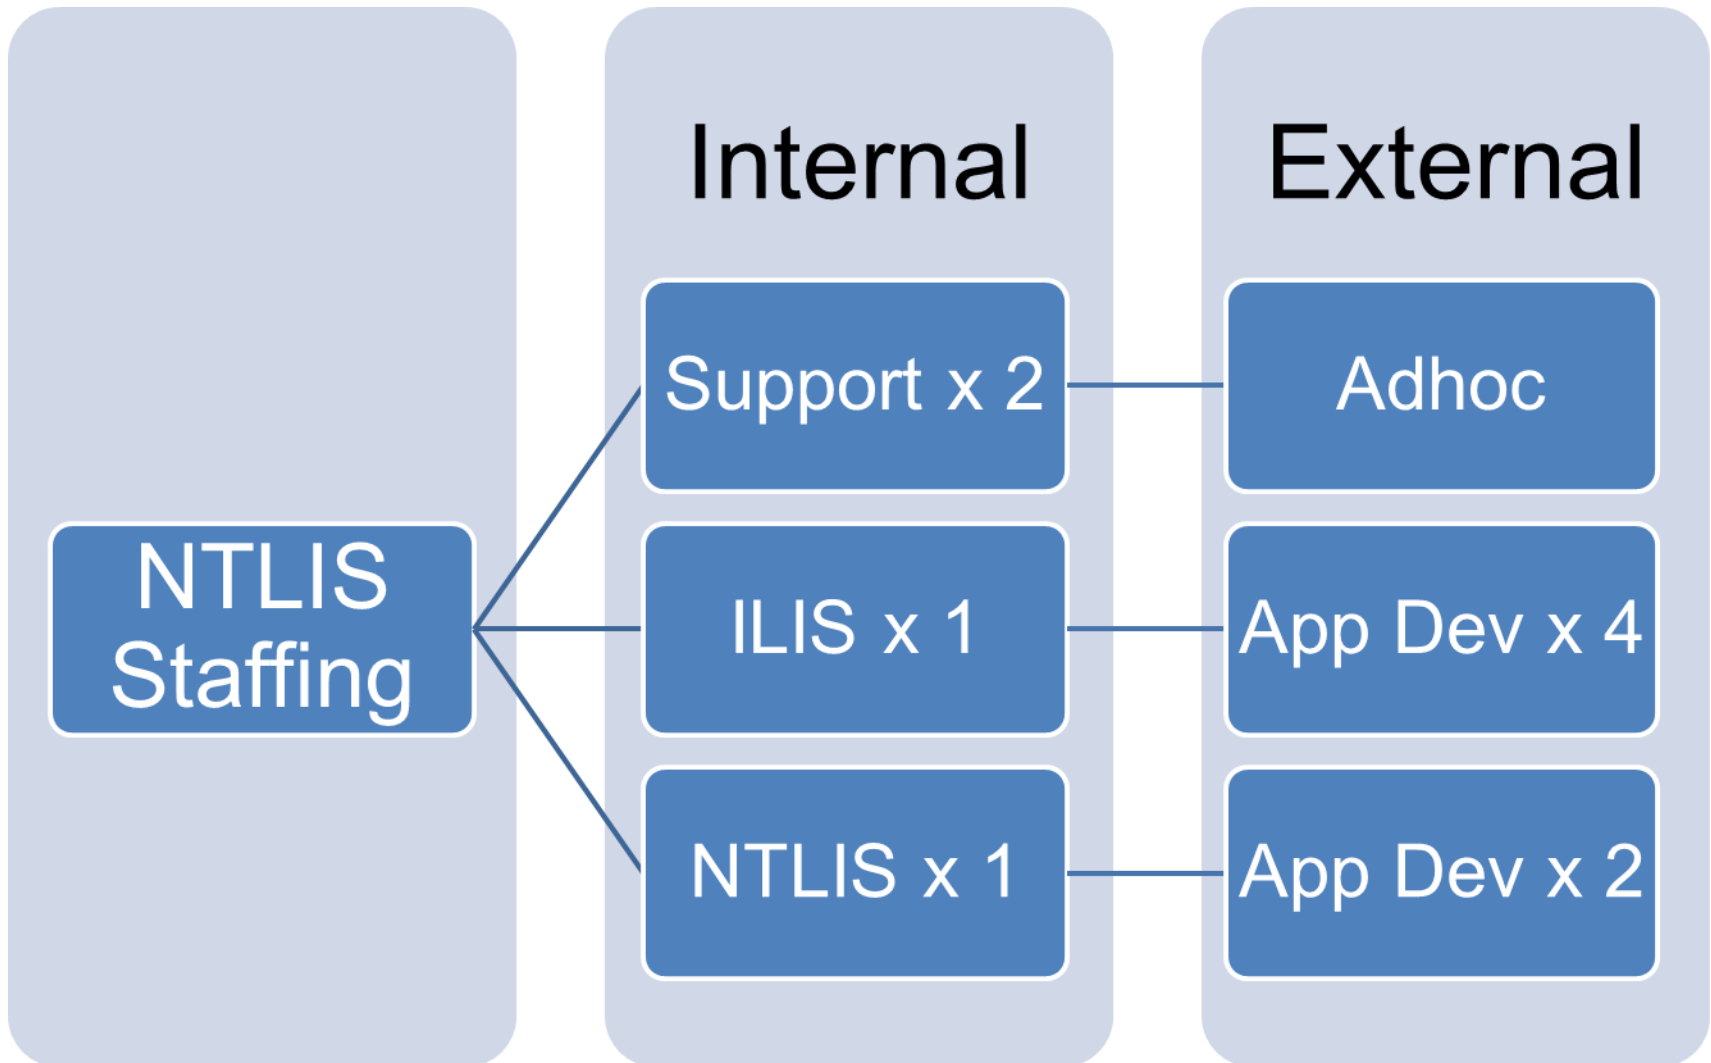 Internal
External
Support x 2
Adhoc
NTLIS
Staffing
ILIS x 1
App Dev x 4
NTLIS x 1
App Dev x 2